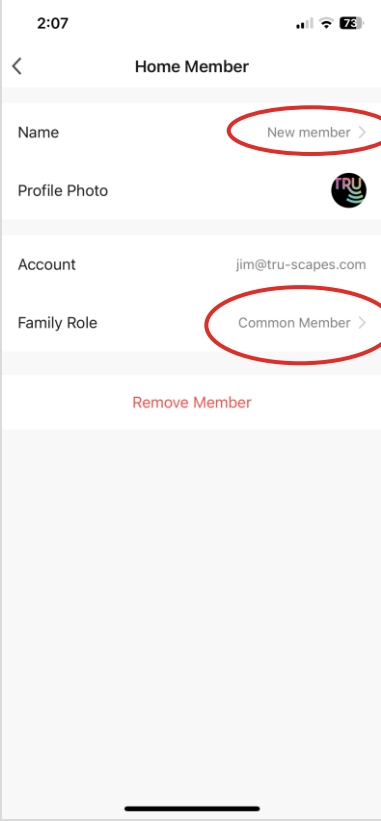 2:07
73
Home Member
Name
New member
Profile Photo
TRU
Account
jim@tru-scapes.com
Family Role
Common Member
Remove Member